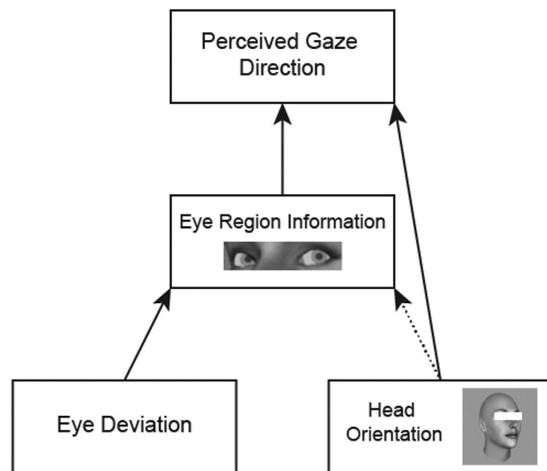 Perceived Gaze
Direction
Eye Region Information
Eye Deviation
Head
Orientation